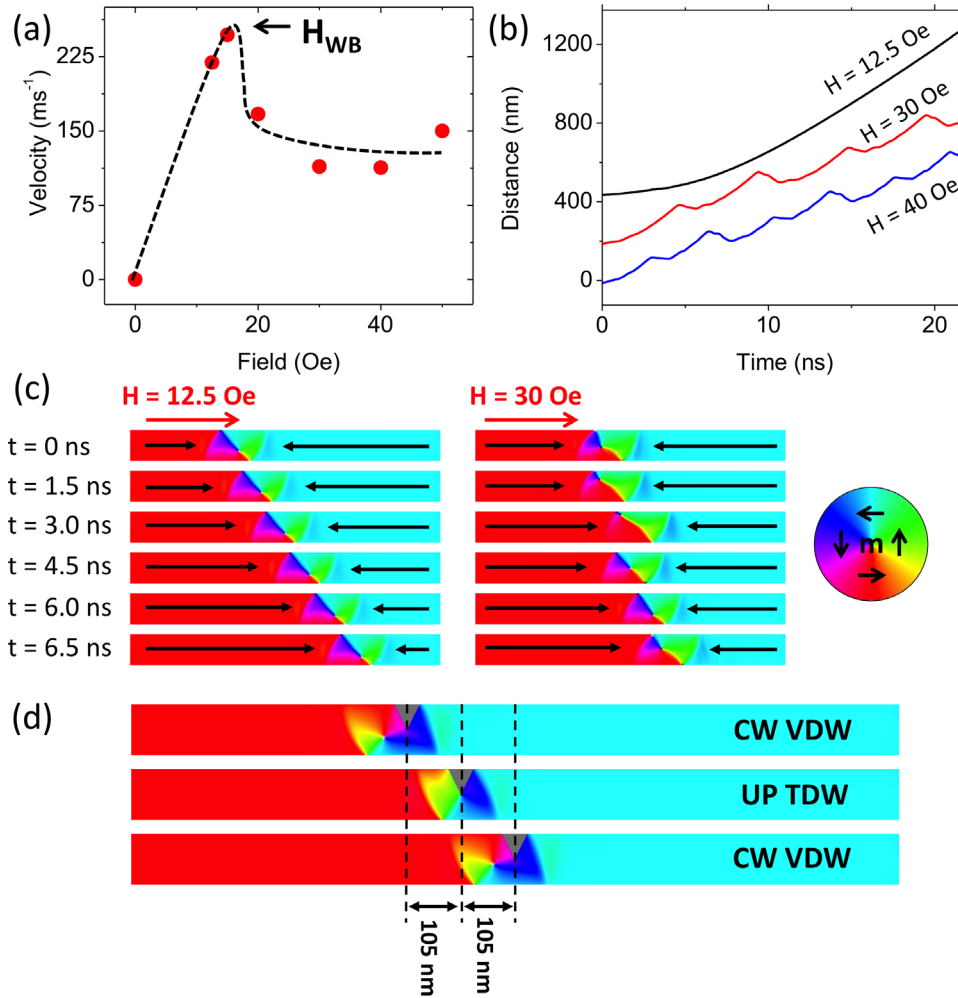 (a)
H_WB
225
150
75
0
Velocity (ms⁻¹)
0 20 40
Field (Oe)
(b)
1200
800
400
0
Distance (nm)
H = 12.5 Oe
H = 30 Oe
H = 40 Oe
0 10 20
Time (ns)
(c)
H = 12.5 Oe H = 30 Oe
t = 0 ns
t = 1.5 ns
t = 3.0 ns
t = 4.5 ns
t = 6.0 ns
t = 6.5 ns
m
(d)
CW VDW
UP TDW
CW VDW
105 nm
105 nm